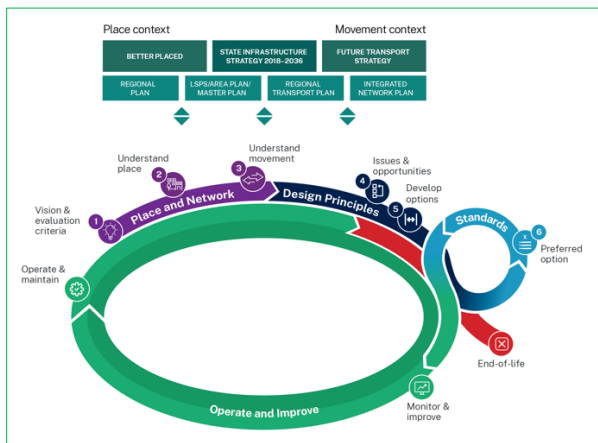 Place context
Movement context
BETTER PLACED
STATE INFRASTRUCTURE
STRATEGY 2018–2036
FUTURE TRANSPORT
STRATEGY
REGIONAL
PLAN
LSPS/AREA PLAN/
MASTER PLAN
REGIONAL
TRANSPORT PLAN
INTEGRATED
NETWORK PLAN
1
Vision &
evaluation
criteria
2
Understand
place
3
Understand
movement
4
Issues &
opportunities
5
Develop
options
6
Preferred
option
Place and Network
Design Principles
Standards
Operate &
maintain
End-of-life
Monitor &
improve
Operate and Improve